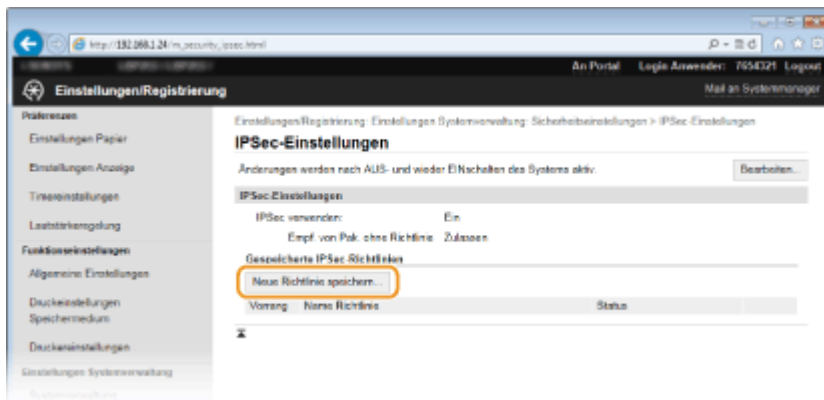 http://192.168.1.24/m_security_ipsec.html
An Portal Login Anwender: 7654321 Logout
Einstellungen/Registrierung
Mail an Systemmanager
Präferenzen
Einstellungen Papier
Einstellungen Anzeige
Timereinstellungen
Lautstärkeregelung
Funktionseinstellungen
Allgemeine Einstellungen
Druckeinstellungen
Speichermedium
Druckereinstellungen
Einstellungen Systemverwaltung
Systemverwaltung
Einstellungen/Registrierung: Einstellungen Systemverwaltung: Sicherheitseinstellungen > IPSec-Einstellungen
IPSec-Einstellungen
Änderungen werden nach AUS- und wieder EINschalten des Systems aktiv.
Bearbeiten...
IPSec-Einstellungen
IPSec verwenden: Ein
Empf. von Pak. ohne Richtlinie Zulassen
Gespeicherte IPSec-Richtlinien
Neue Richtlinie speichern...
Vorrang Name Richtlinie Status